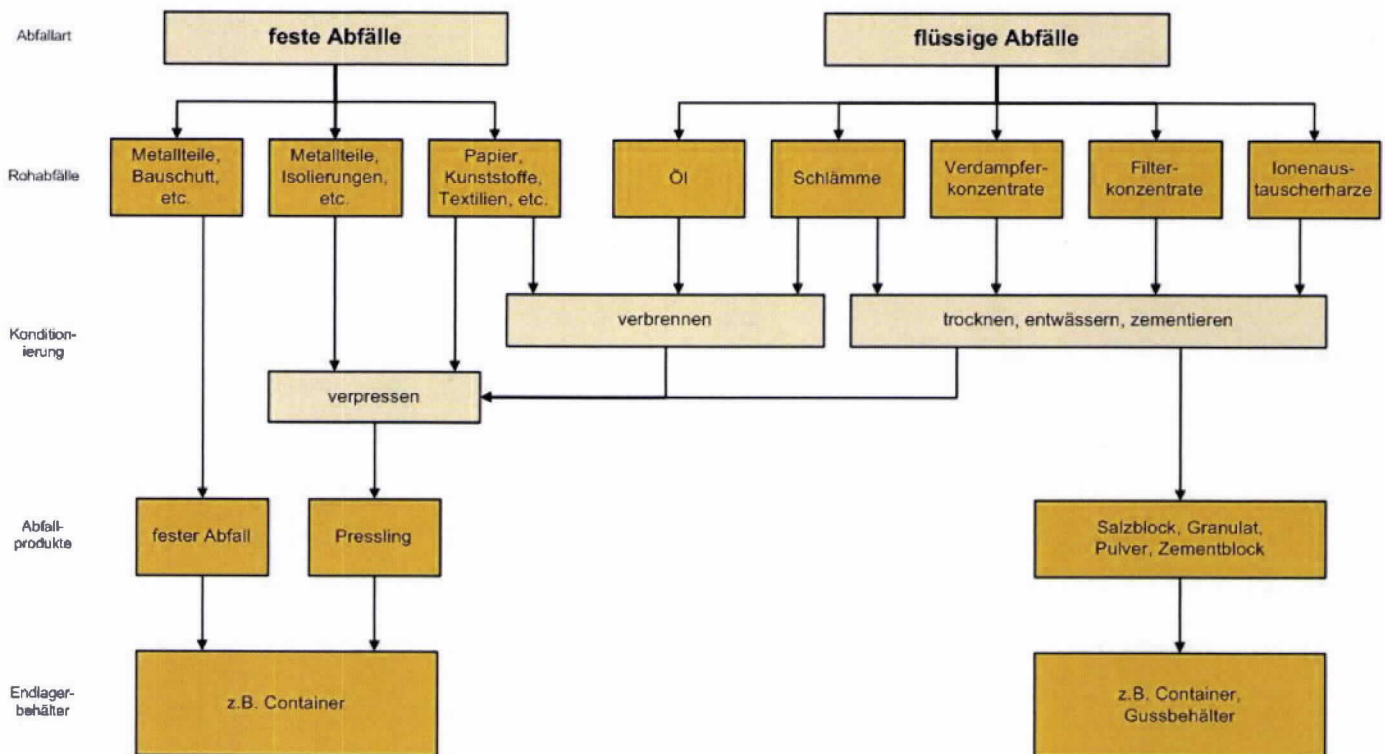 Abfallart
feste Abfälle
flüssige Abfälle
Rohabfälle
Metallteile,
Bauschutt,
etc.
Metallteile,
Isolierungen,
etc.
Papier,
Kunststoffe,
Textilien, etc.
Öl
Schlämme
Verdampfer-
konzentrate
Filter-
konzentrate
Ionenaus-
tauscherharze
Kondition-
ierung
verbrennen
trocknen, entwässern, zementieren
verpressen
Abfall-
produkte
fester Abfall
Pressling
Salzblock, Granulat,
Pulver, Zementblock
Endlager-
behälter
z.B. Container
z.B. Container,
Gussbehälter